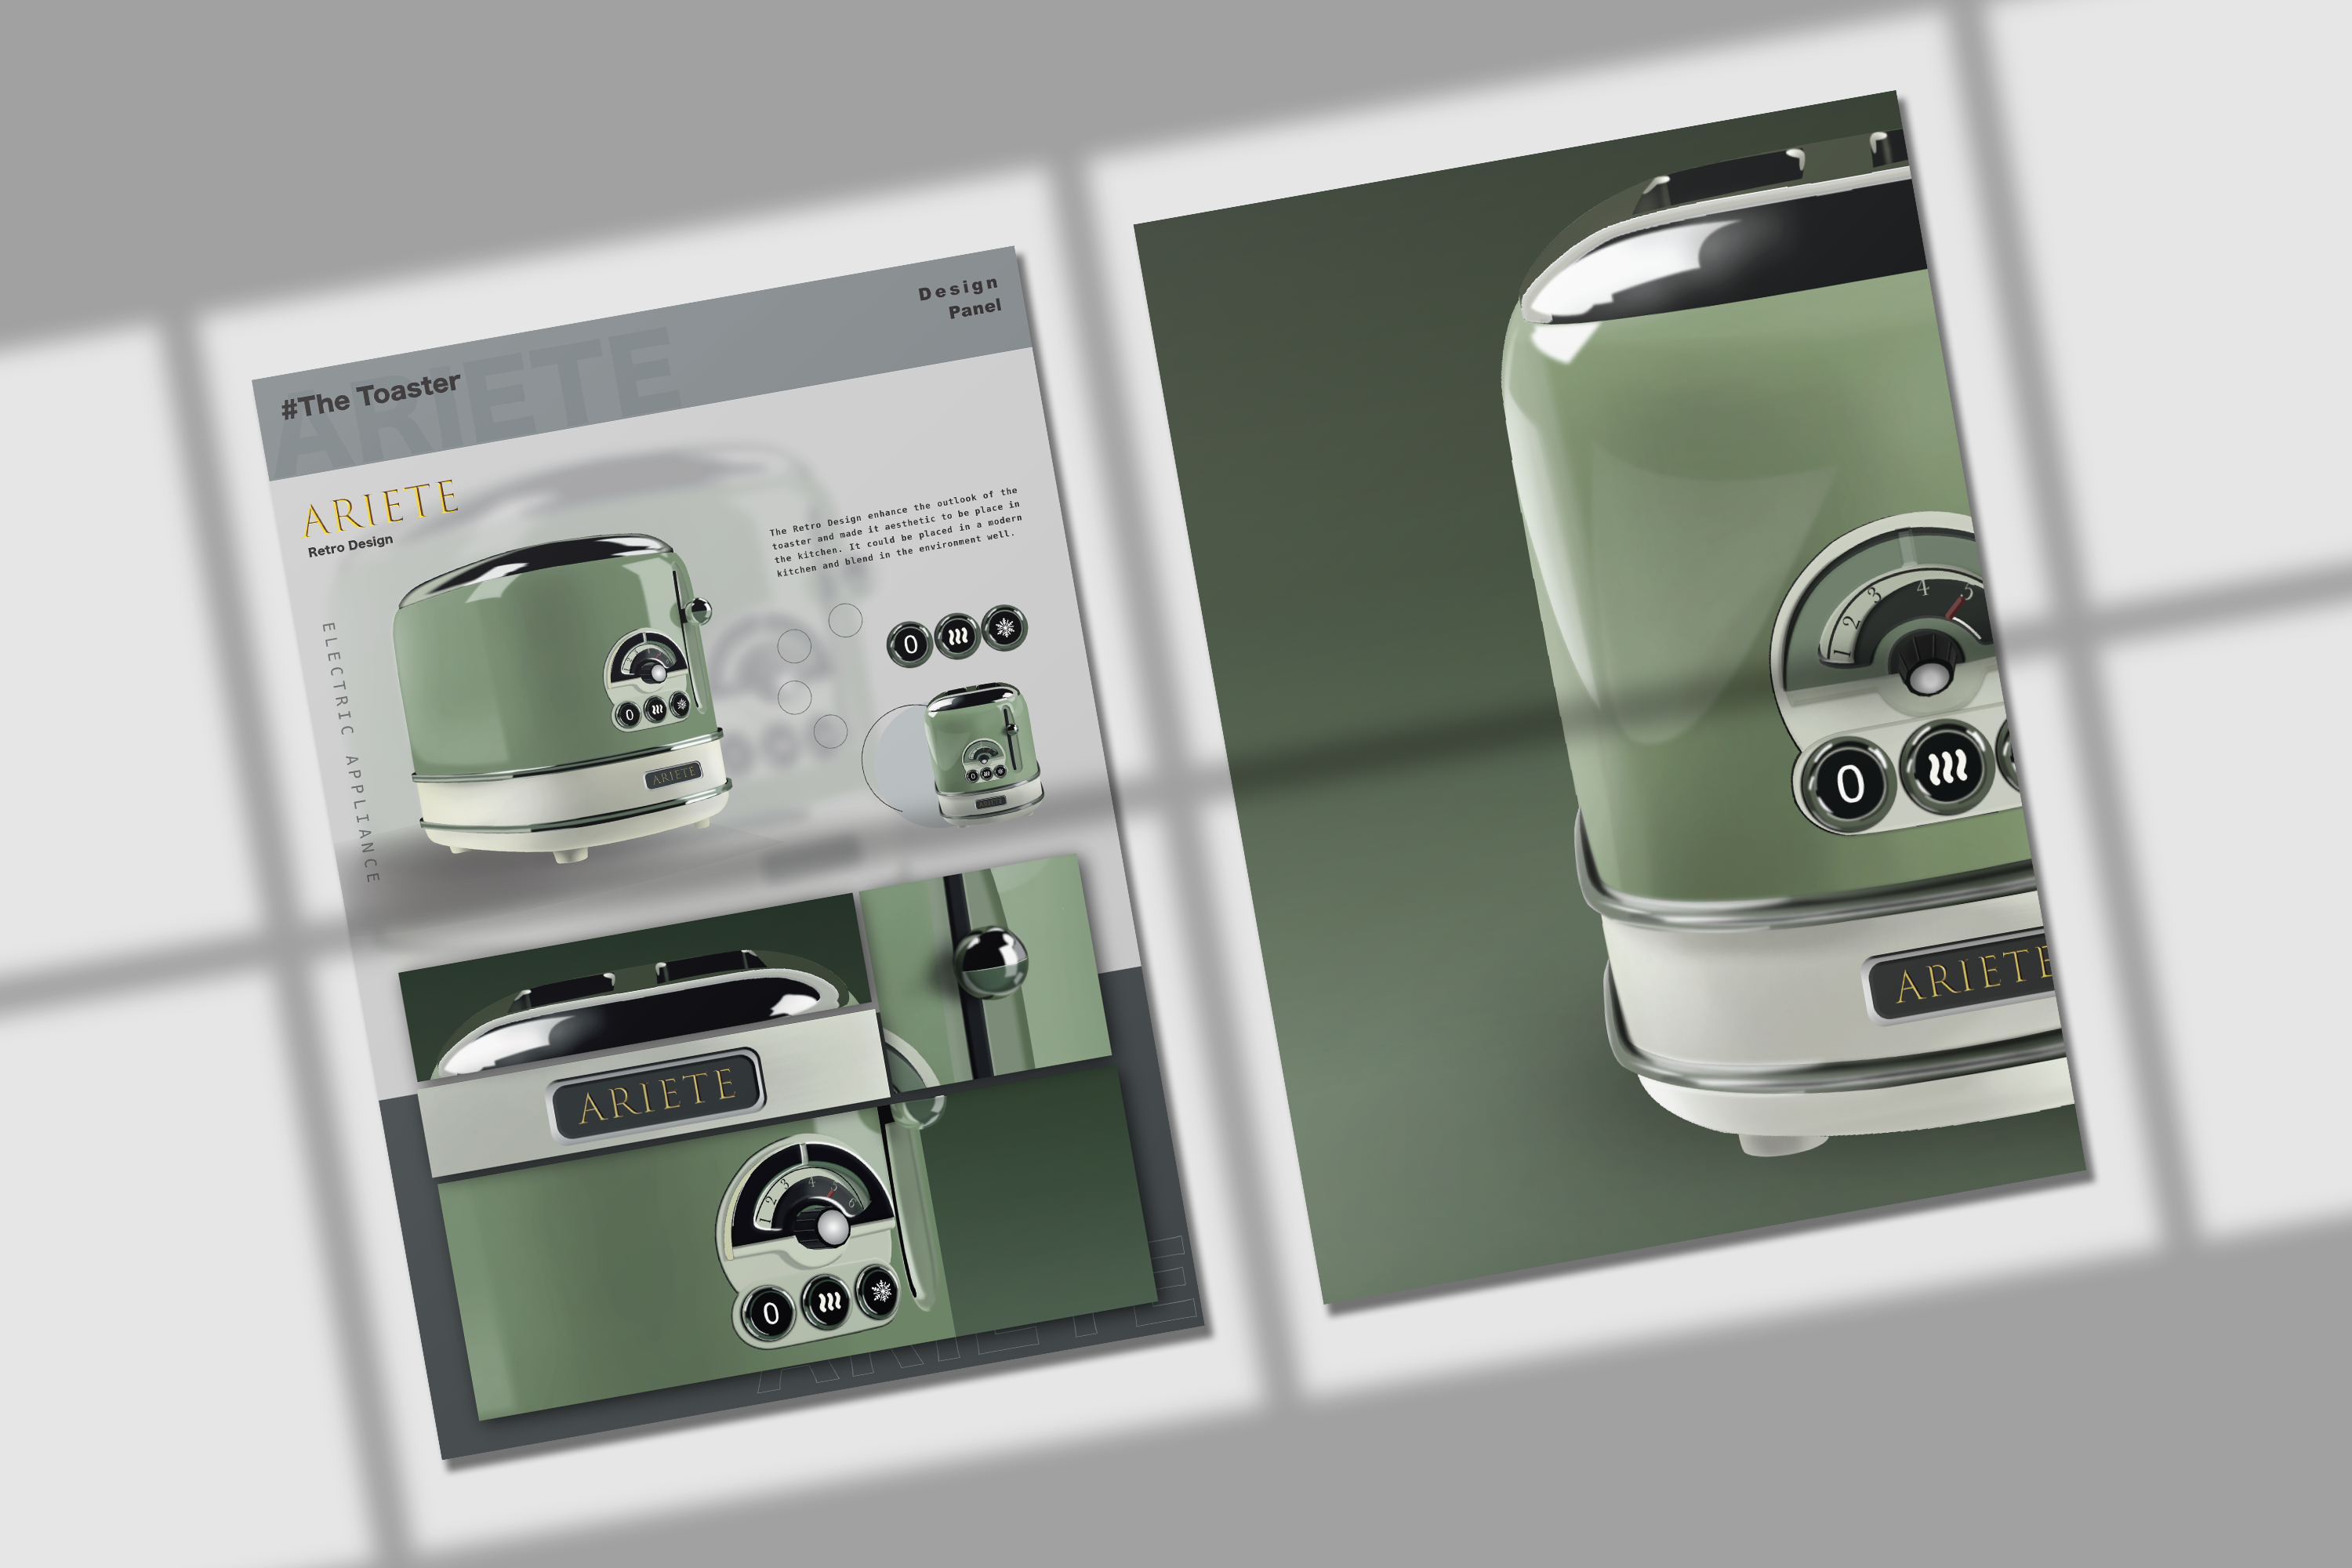 Design
Panel
ARIETE
#The Toaster
ARIETE
Retro Design
The Retro Design enhance the outlook of the
toaster and made it aesthetic to be place in
the kitchen. It could be placed in a modern
kitchen and blend in the environment well.
ELECTRIC APPLIANCE
0
0
0
ARIETE
ARIETE
ARIETE
1 2 3 4 5 6
0
ARIETE
1 2 3 4 5
0
ARIETE